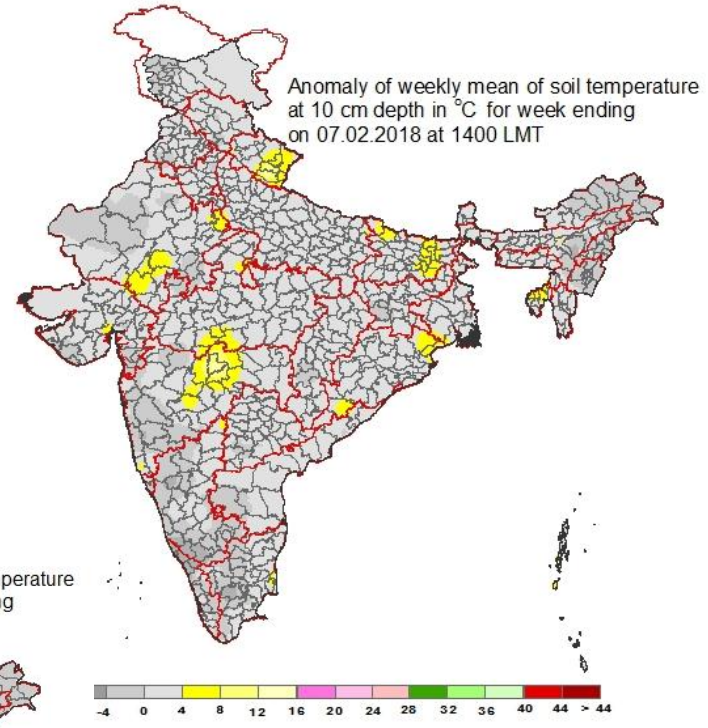 Anomaly of weekly mean of soil temperature
at 10 cm depth in °C for week ending
on 07.02.2018 at 1400 LMT
perature
g
-4 0 4 8 12 16 20 24 28 32 36 40 44 > 44